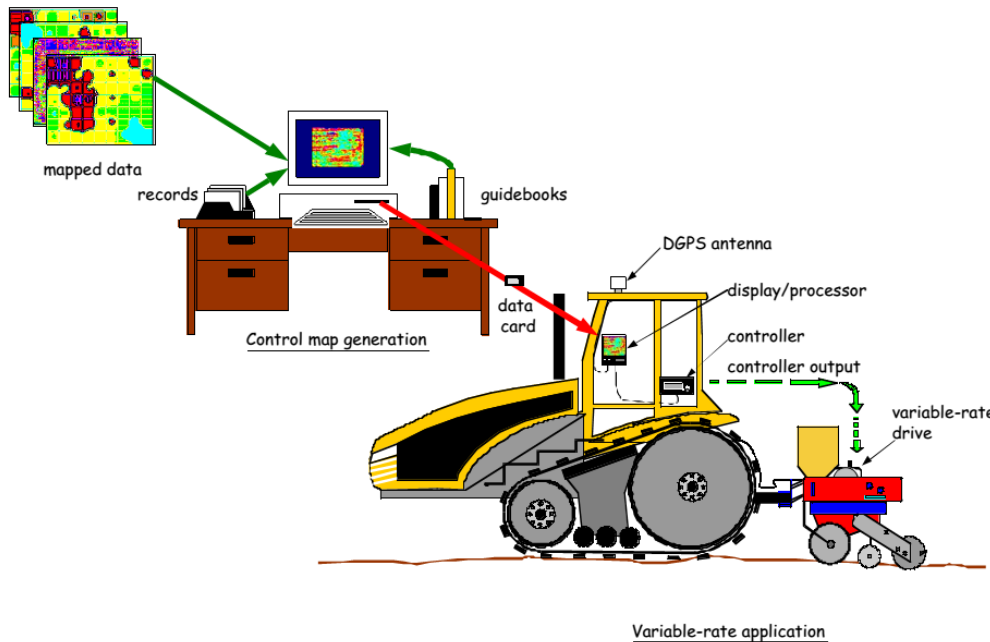 mapped data
records
guidebooks
DGPS antenna
display/processor
data
card
controller
Control map generation
controller output
variable-rate
drive
Variable-rate application